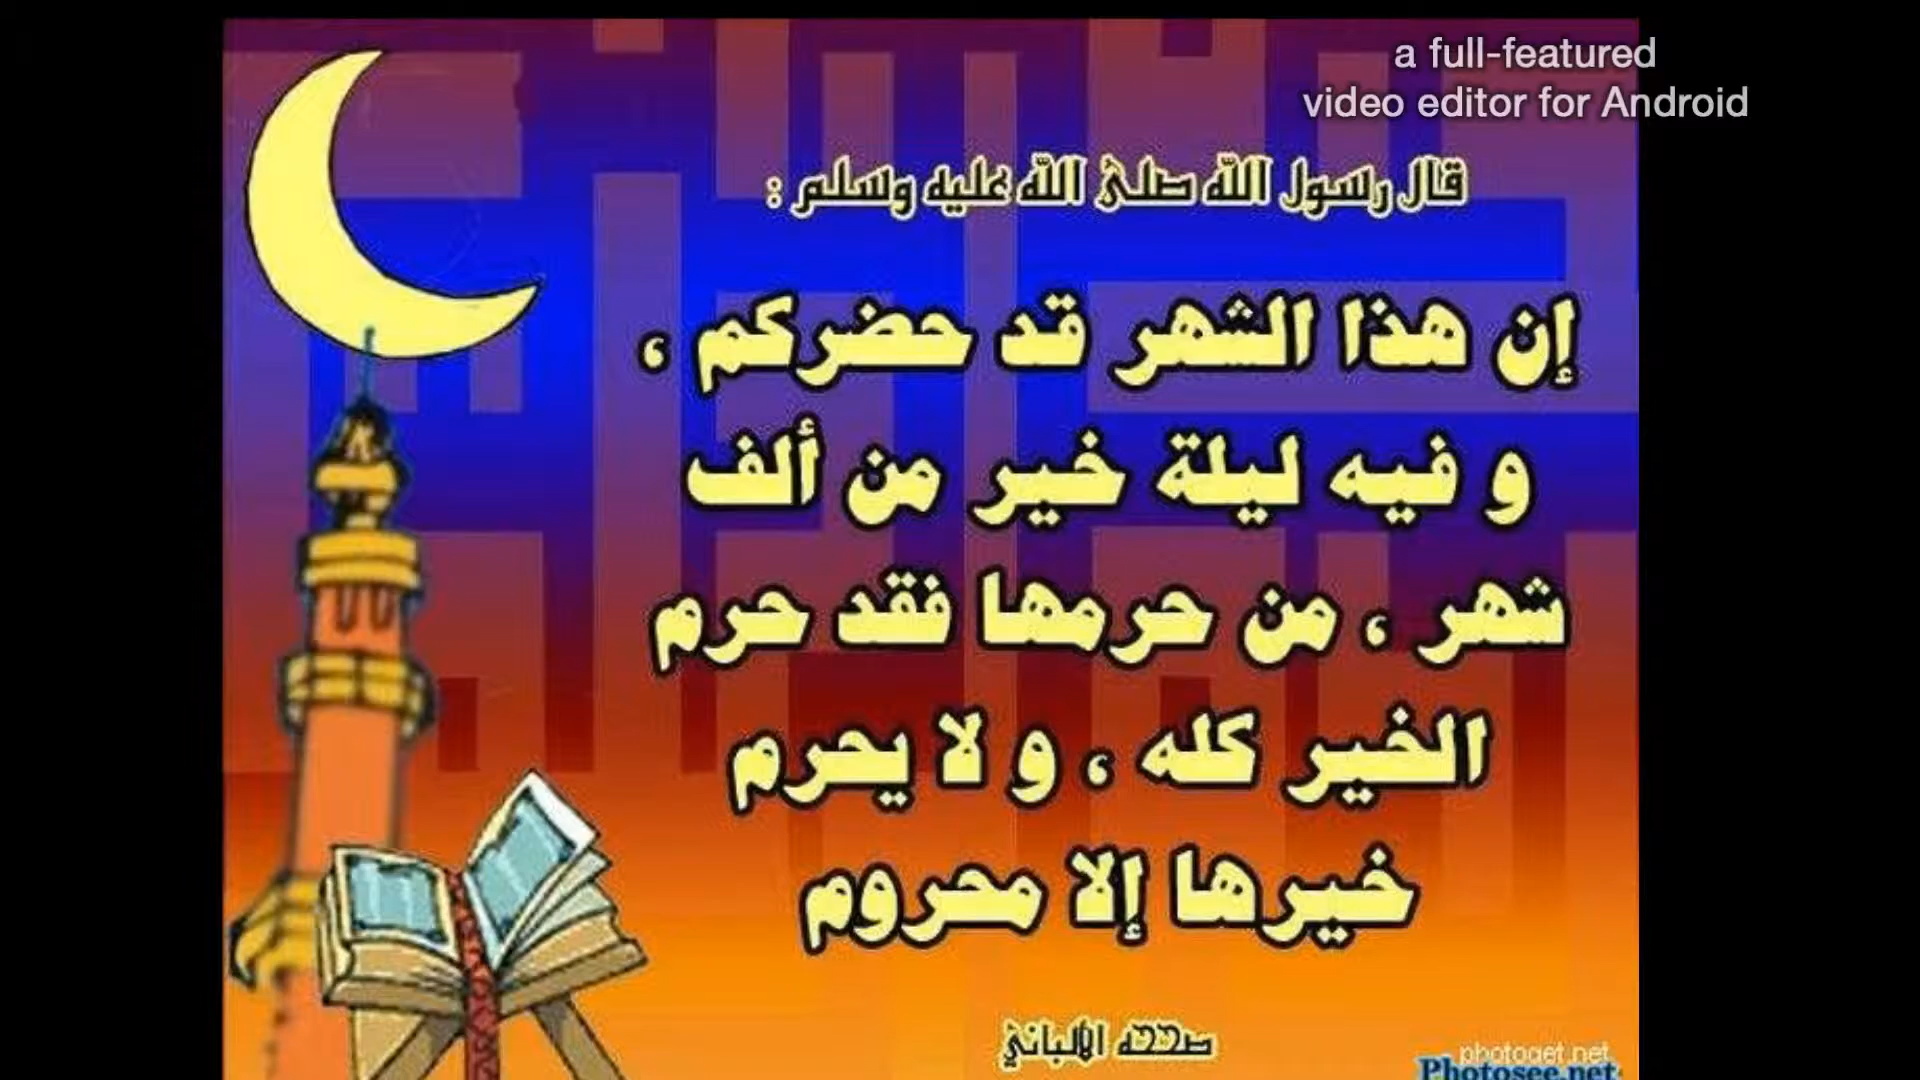 a full-featured
video editor for Android
قال رسول الله صلى الله عليه وسلم :
إن هذا الشهر قد حضركم ،
و فيه ليلة خير من ألف
شهر ، من حرمها فقد حرم
الخير كله ، و لا يحرم
خيرها إلا محروم
صححه الالباني
photoget.net
Photosee.net